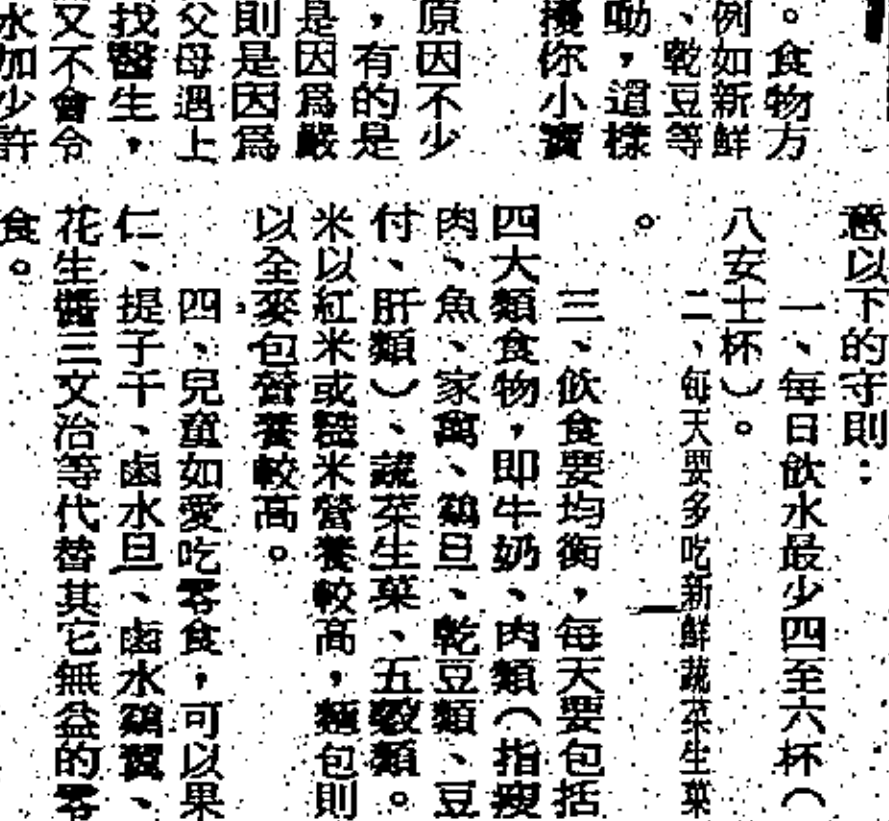 。食物方
例如新鮮
、乾豆等
動，這樣
擾你小寶
原因不少
，有的是
是因爲嚴
則是因爲
父母遇上
找醫生，
又不會令
水加少許
意以下的守則：
一、每日飲水最少四至六杯（
八安士杯）。
二、每天要多吃新鮮蔬菜生菓
。
三、飲食要均衡，每天要包括
四大類食物，即牛奶、肉類（指瘦
肉、魚、家禽、鷄旦、乾豆類、豆
付、肝類）、蔬菜生菓、五穀類。
米以紅米或糙米營養較高，麵包則
以全麥包營養較高。
四、兒童如愛吃零食，可以果
仁、提子干、鹵水旦、鹵水鷄翼、
花生醬三文治等代替其它無益的零
食。